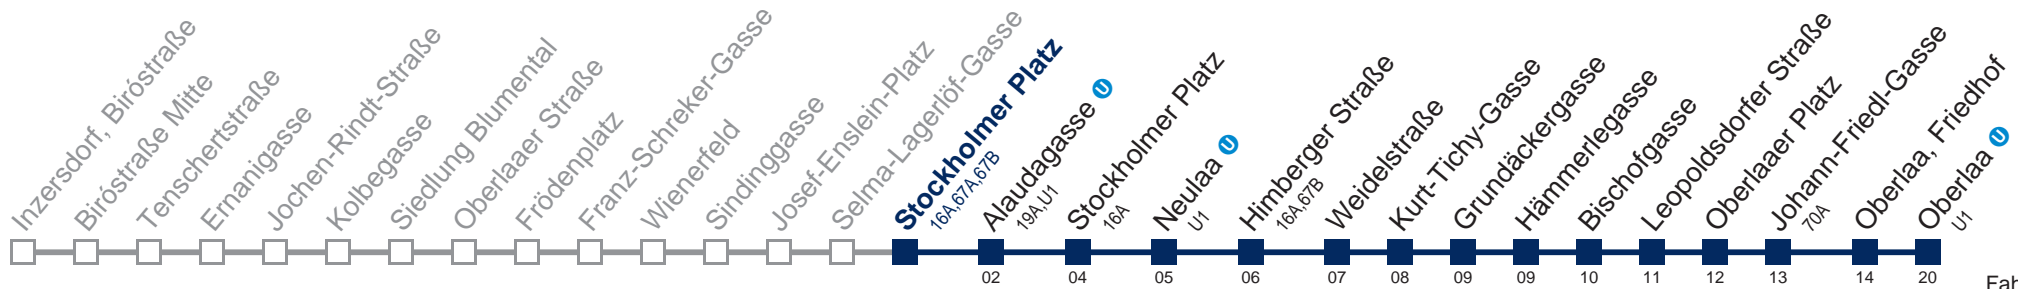 Inzersdorf, Biróstraße
Biróstraße Mitte
Tenschertstraße
Ernanigasse
Jochen-Rindt-Straße
Kolbegasse
Siedlung Blumental
Oberlaaer Straße
Frödenplatz
Franz-Schreker-Gasse
Wienerfeld
Sindinggasse
Josef-Enslein-Platz
Selma-Lagerlöf-Gasse
Stockholmer Platz
16A,67A,67B
Alaudagasse U
19A,U1
Stockholmer Platz
16A
Neulaa U
U1
Himberger Straße
16A,67B
Weidelstraße
Kurt-Tichy-Gasse
Grundäckergasse
Hämmerlegasse
Bischofgasse
Leopoldsdorfer Straße
Oberlaaer Platz
Johann-Friedl-Gasse
70A
Oberlaa, Friedhof
Oberlaa U
U1
02 04 05 06 07 08 09 09 10 11 12 13 14 20
Fah